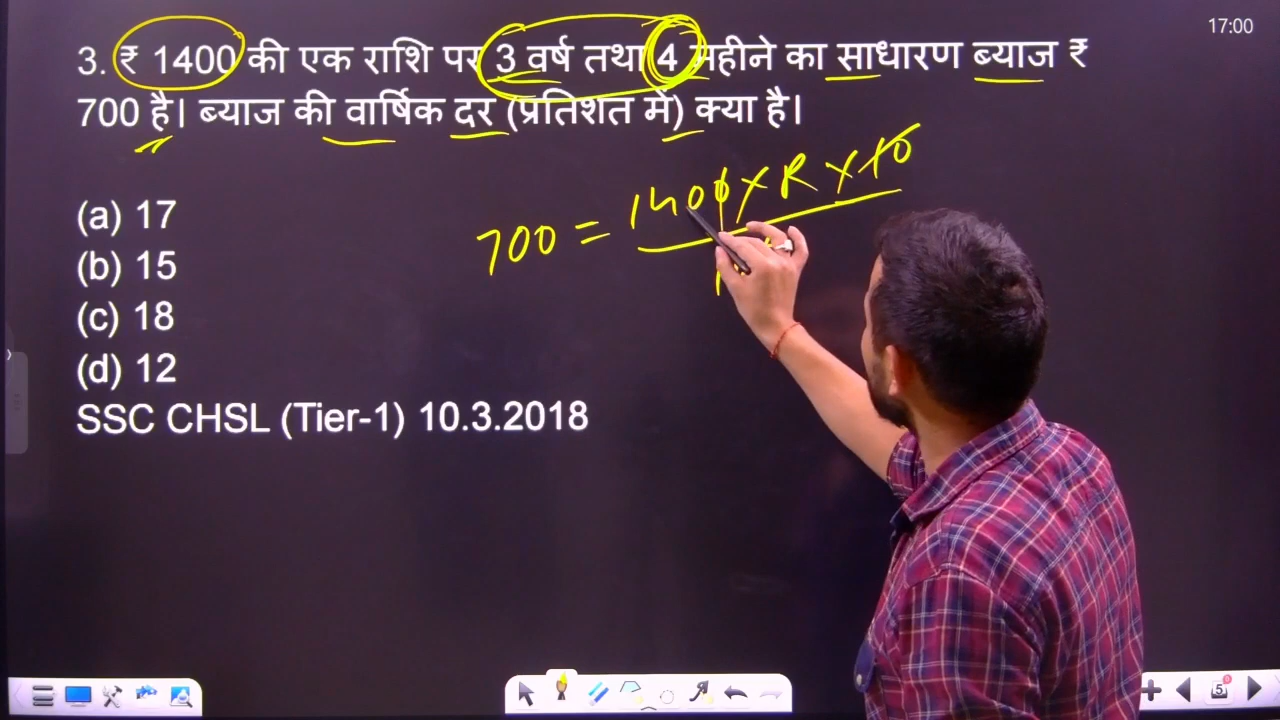 17:00
3. ₹ 1400 की एक राशि पर 3 वर्ष तथा 4 महीने का साधारण ब्याज ₹
700 है। ब्याज की वार्षिक दर (प्रतिशत में) क्या है।
700 = 1400 x R x 10
(a) 17
(b) 15
(c) 18
(d) 12
SSC CHSL (Tier-1) 10.3.2018
5